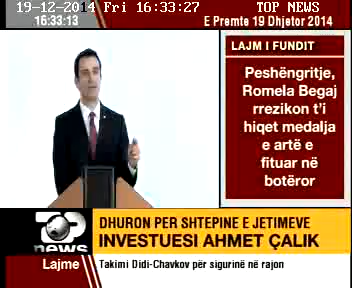 19-12-2014 Fri 16:33:27 TOP NEWS
16:33:13 E Premte 19 Dhjetor 2014
LAJM I FUNDIT
Peshëngritje,
Romela Begaj
rrezikon t'i
hiqet medalja
e artë e
fituar në
botëror
TOP
news
DHURON PER SHTEPINE E JETIMEVE
INVESTUESI AHMET ÇALIK
Lajme Takimi Didi-Chavkov për sigurinë në rajon